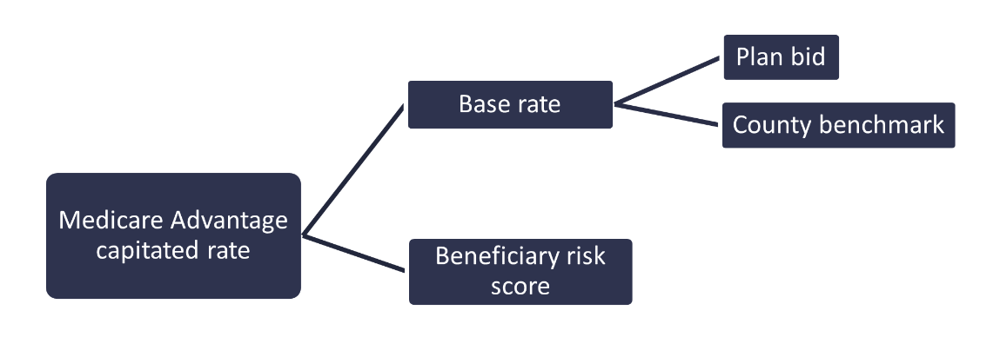 Plan bid
Base rate
County benchmark
Medicare Advantage
capitated rate
Beneficiary risk
score